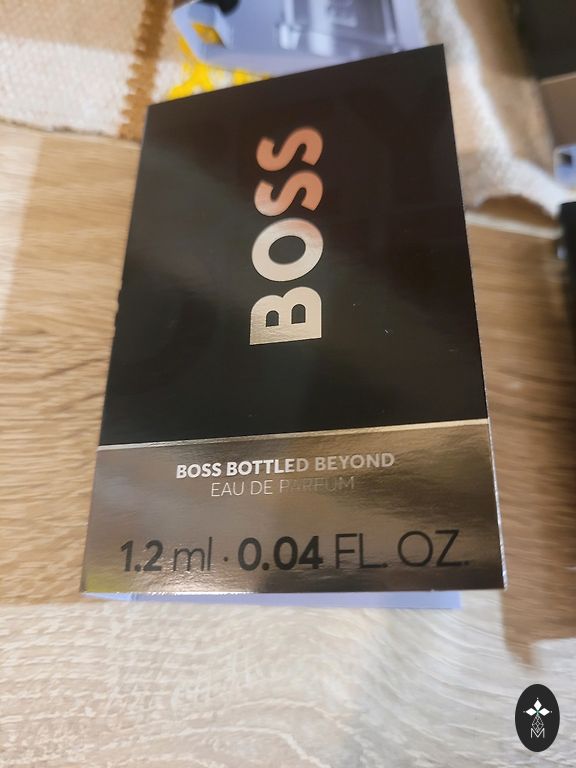 BOSS
BOSS BOTTLED BEYOND
EAU DE PARFUM
1.2 ml · 0.04 FL. OZ.